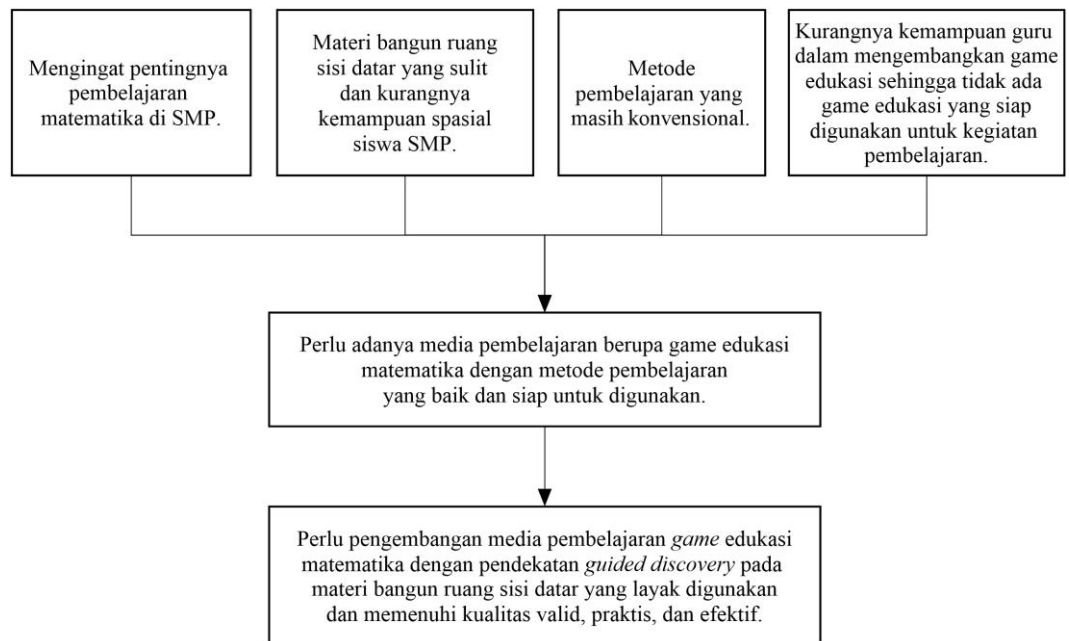 Mengingat pentingnya
pembelajaran
matematika di SMP.
Materi bangun ruang
sisi datar yang sulit
dan kurangnya
kemampuan spasial
siswa SMP.
Metode
pembelajaran yang
masih konvensional.
Kurangnya kemampuan guru
dalam mengembangkan game
edukasi sehingga tidak ada
game edukasi yang siap
digunakan untuk kegiatan
pembelajaran.
Perlu adanya media pembelajaran berupa game edukasi
matematika dengan metode pembelajaran
yang baik dan siap untuk digunakan.
Perlu pengembangan media pembelajaran game edukasi
matematika dengan pendekatan guided discovery pada
materi bangun ruang sisi datar yang layak digunakan
dan memenuhi kualitas valid, praktis, dan efektif.